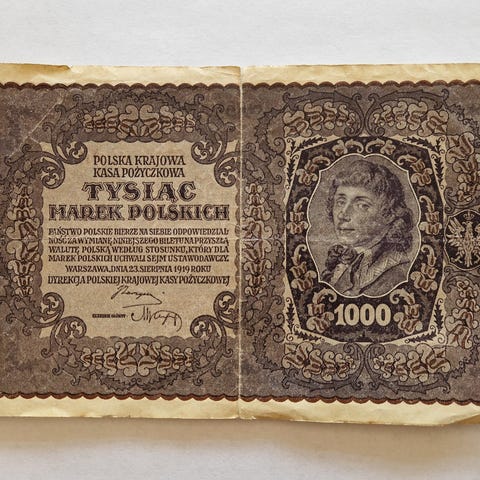 POLSKA KRAJOWA
KASA POŻYCZKOWA
TYSIĄC
MAREK POLSKICH
PAŃSTWO POLSKIE BIERZE NA SIEBIE ODPOWIEDZIAL
NOŚĆ ZA WYMIANĘ NINIEJSZEGO BILETU NA PRZYSZŁĄ
WALUTĘ POLSKĄ WEDŁUG STOSUNKU, KTÓRY DLA
MAREK POLSKICH UCHWALI SEJM USTAWODAWCZY.
WARSZAWA, DNIA 23. SIERPNIA 1919 ROKU
DYREKCJA POLSKIEJ KRAJOWEJ KASY POŻYCZKOWEJ
1000